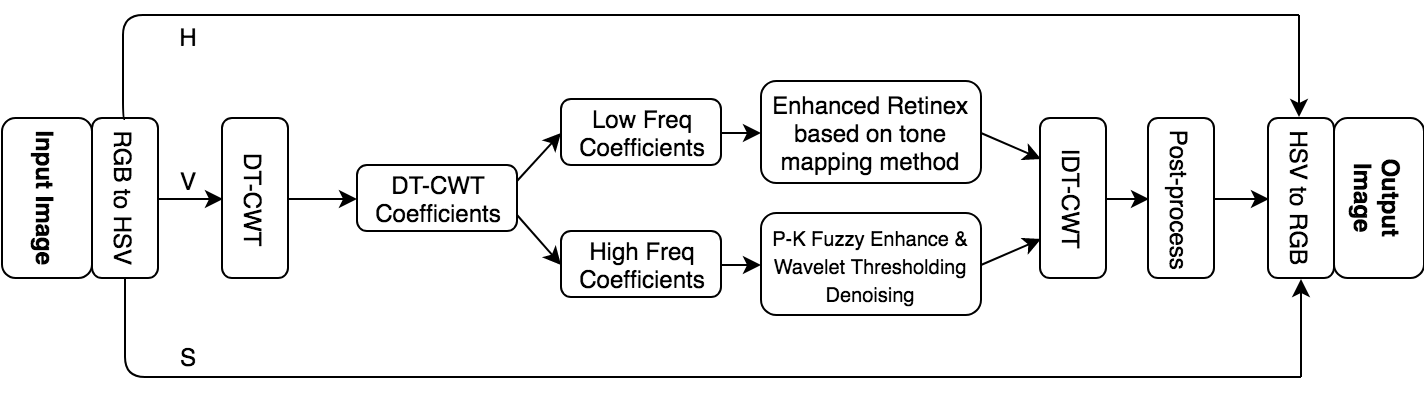 H
Input Image
RGB to HSV
V
DT-CWT
DT-CWT
Coefficients
Low Freq
Coefficients
Enhanced Retinex
based on tone
mapping method
High Freq
Coefficients
P-K Fuzzy Enhance &
Wavelet Thresholding
Denoising
IDT-CWT
Post-process
HSV to RGB
Output
Image
S